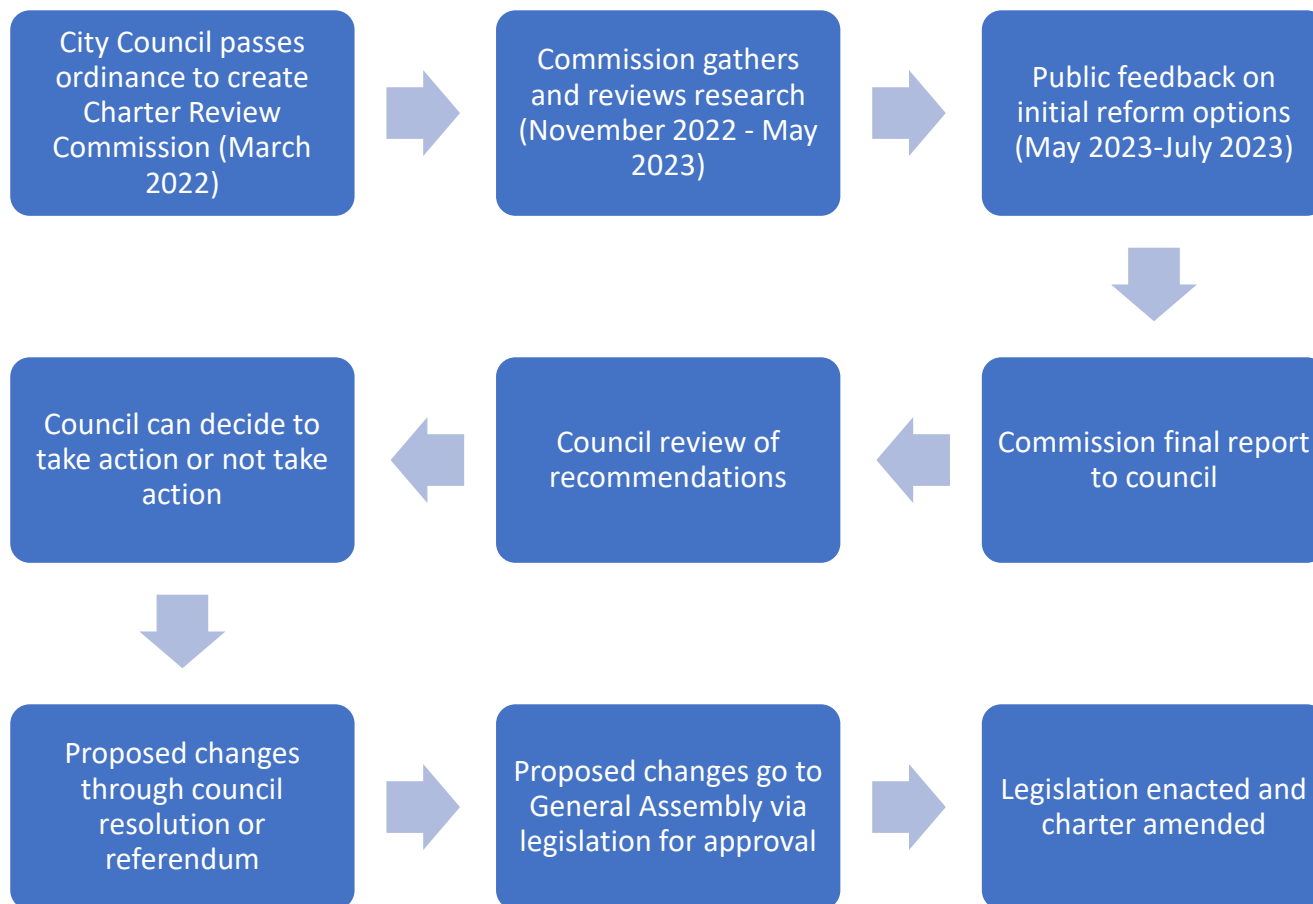 City Council passes
ordinance to create
Charter Review
Commission (March
2022)
Commission gathers
and reviews research
(November 2022 - May
2023)
Public feedback on
initial reform options
(May 2023-July 2023)
Commission final report
to council
Council review of
recommendations
Council can decide to
take action or not take
action
Proposed changes
through council
resolution or
referendum
Proposed changes go to
General Assembly via
legislation for approval
Legislation enacted and
charter amended